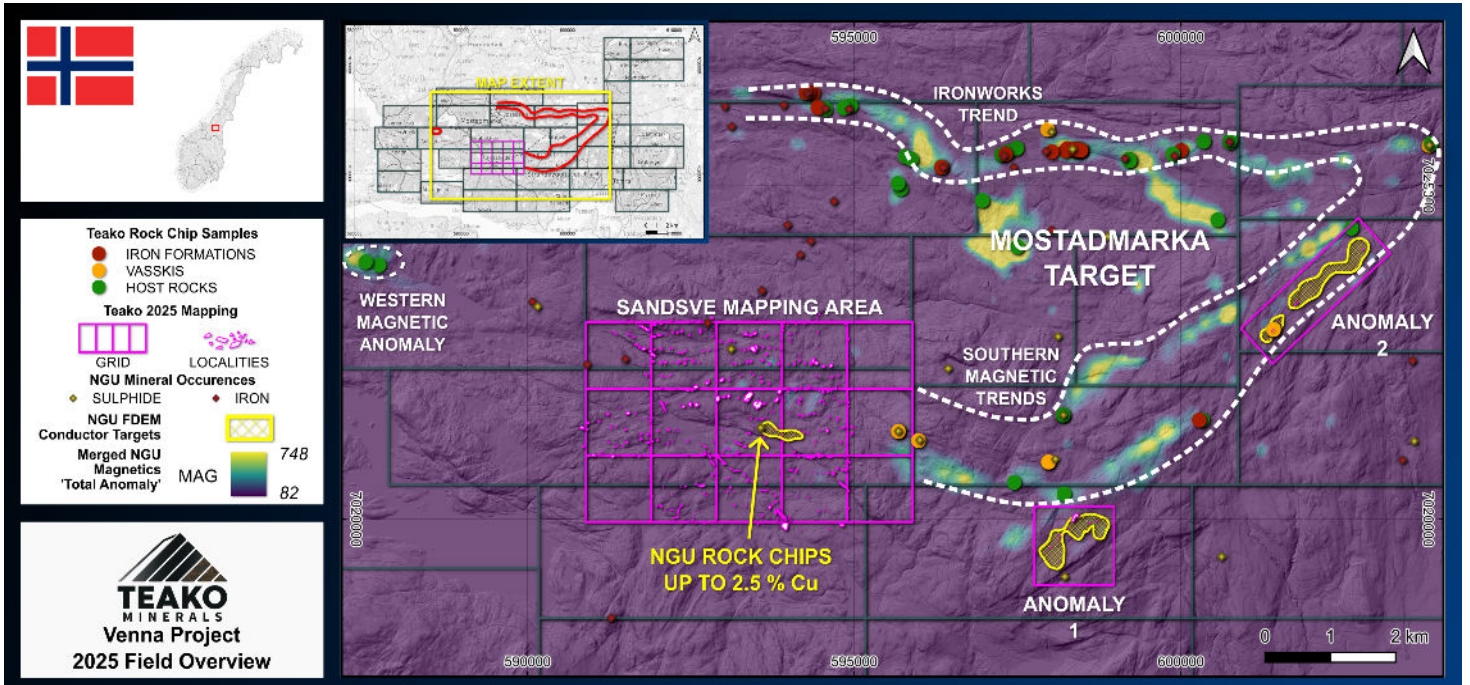 MAP EXTENT
595000
600000
IRONWORKS
TREND
7025000
MOSTADMARKA
TARGET
WESTERN
MAGNETIC
ANOMALY
SANDSVE MAPPING AREA
ANOMALY
2
SOUTHERN
MAGNETIC
TRENDS
7020000
7020000
NGU ROCK CHIPS
UP TO 2.5 % Cu
ANOMALY
1
0 1 2 km
590000
595000
600000
Teako Rock Chip Samples
IRON FORMATIONS
VASSKIS
HOST ROCKS
Teako 2025 Mapping
GRID
LOCALITIES
NGU Mineral Occurences
SULPHIDE
IRON
NGU FDEM
Conductor Targets
Merged NGU
Magnetics
'Total Anomaly'
MAG
748
82
TEAKO
MINERALS
Venna Project
2025 Field Overview